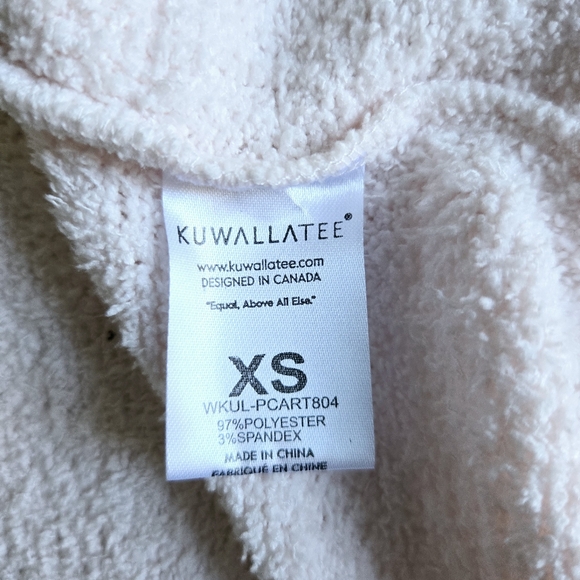 KUWALLATEE®
www.kuwallatee.com
DESIGNED IN CANADA
"Equal, Above All Else."
XS
WKUL-PCART804
97%POLYESTER
3%SPANDEX
MADE IN CHINA
FABRIQUÉ EN CHINE